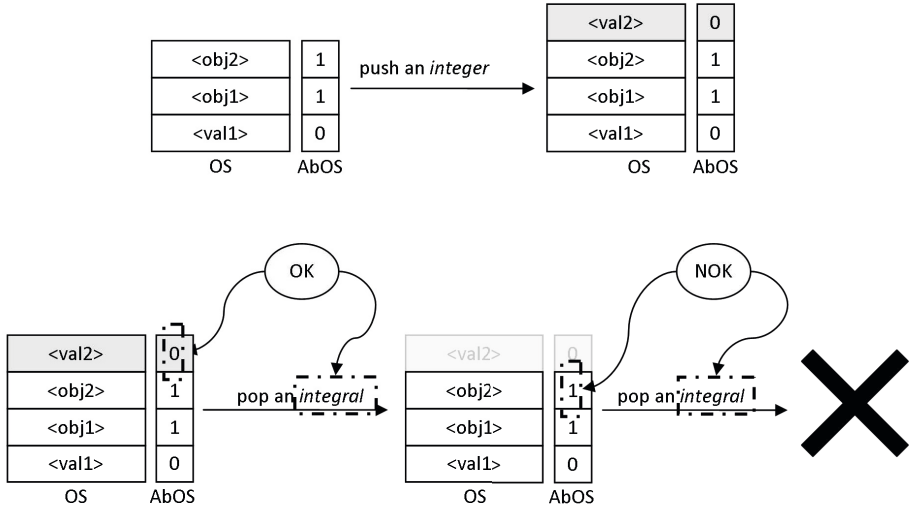 <val2> 0
<obj2> 1
<obj1> 1
<val1> 0
OS AbOS
push an integer
<obj2> 1
<obj1> 1
<val1> 0
OS AbOS
OK
NOK
<val2> 0
<obj2> 1
<obj1> 1
<val1> 0
OS AbOS
pop an integral
<val2> 0
<obj2> 1
<obj1> 1
<val1> 0
OS AbOS
pop an integral